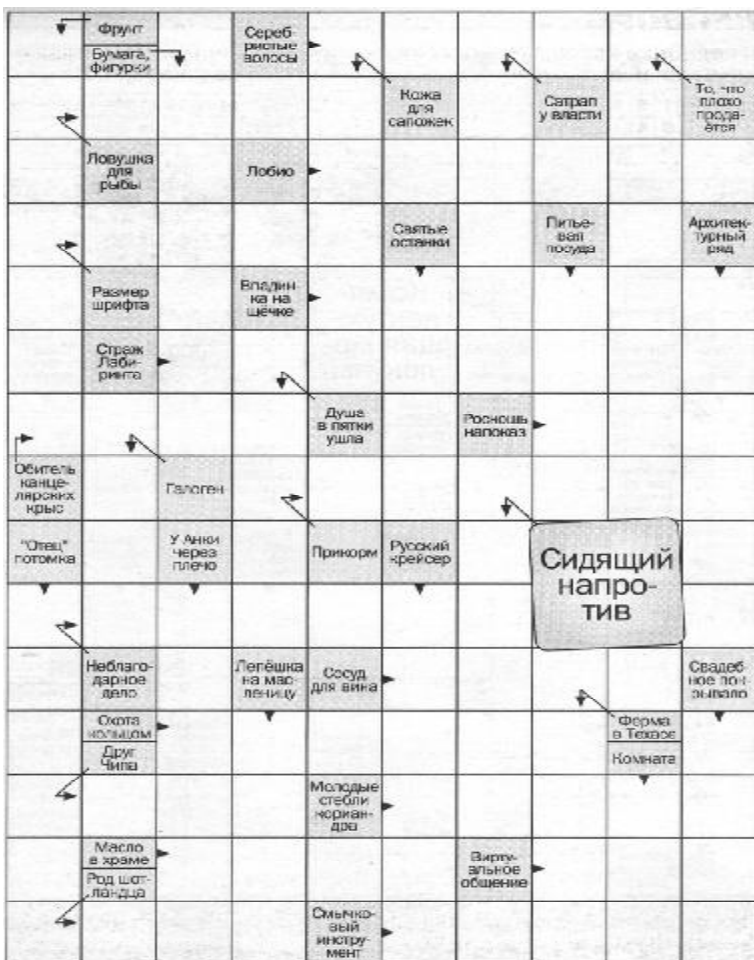 Фрукт
Бумага,
фигурки
Сереб
ристые
волосы
Кожа
для
сапожек
Сатрап
у власти
То, что
плохо
прода-
ётся
Ловушка
для
рыбы
Лобио
Святые
останки
Питье-
вая
посуда
Архитек-
турный
ряд
Размер
шрифта
Впадин-
ка на
щёчке
Страж
Лаби-
ринта
Душа
в пятки
ушла
Роскошь
напоказ
Обитель
канце-
лярских
крыс
Галоген
"Отец"
потомка
У Анки
через
плечо
Прикорм
Русский
крейсер
Сидящий
напро-
тив
Неблаго-
дарное
дело
Лепёшка
на мас-
леницу
Сосуд
для вина
Свадеб-
ное пок-
рывало
Охота
кольцом
Друг
Чипа
Ферма
в Техасе
Комната
Молодые
стебли
кориан-
дра
Масло
в храме
Род шот-
ландца
Вирту-
альное
общение
Смычко-
вый
инстру-
мент